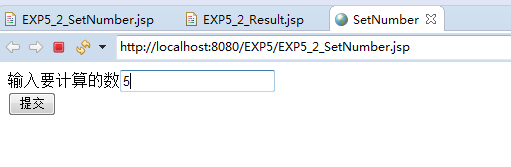 EXP5_2_SetNumber.jsp EXP5_2_Result.jsp SetNumber
http://localhost:8080/EXP5/EXP5_2_SetNumber.jsp
输入要计算的数 5
提交